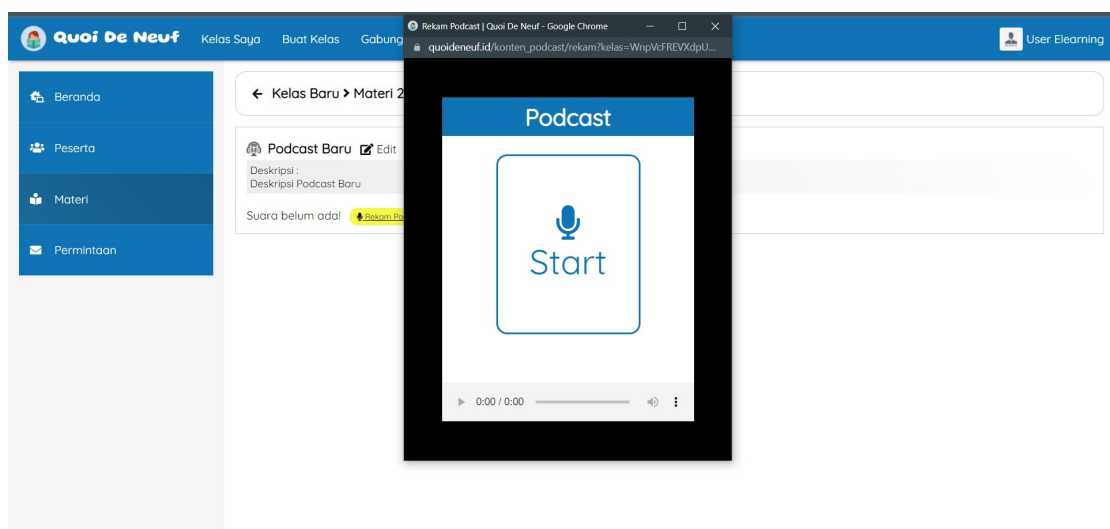 Quoi De Neuf Kelas Saya Buat Kelas Gabung
User Elearning
Beranda
Peserta
Materi
Permintaan
Kelas Baru > Materi 2
Podcast Baru Edit
Deskripsi :
Deskripsi Podcast Baru
Suara belum ada! Rekam
Rekam Podcast | Quoi De Neuf - Google Chrome
quoideneuf.id/konten_podcast/rekam?kelas=WnpVcFREVXdpU...
Podcast
Start
0:00 / 0:00